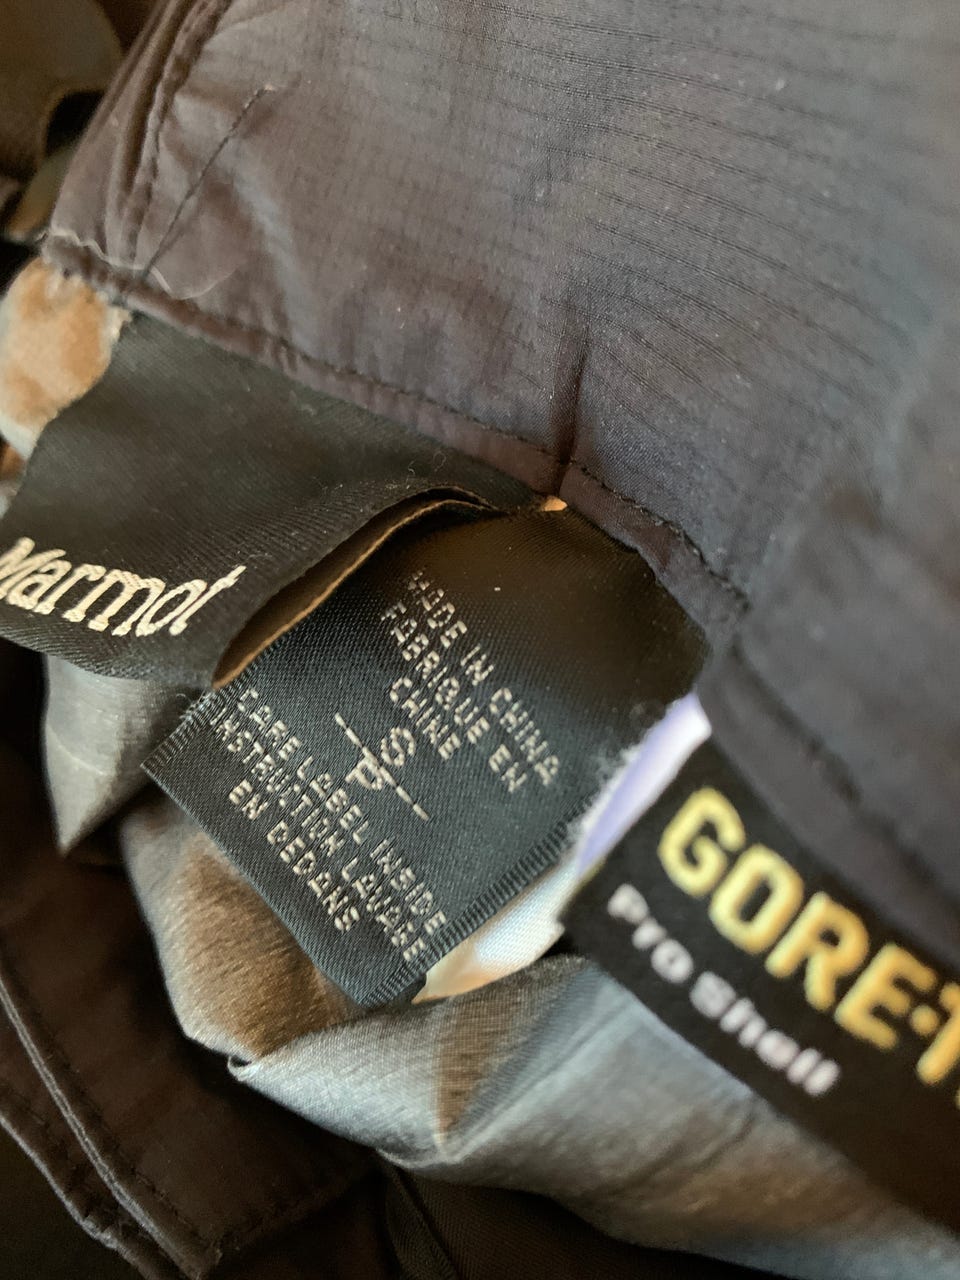 Marmot
MADE IN CHINA
FABRIQUE EN
CHINE
S
P
CARE LABEL INSIDE
INSTRUCTION LAVAGE
EN DEDANS
GORE-T
Pro Shell